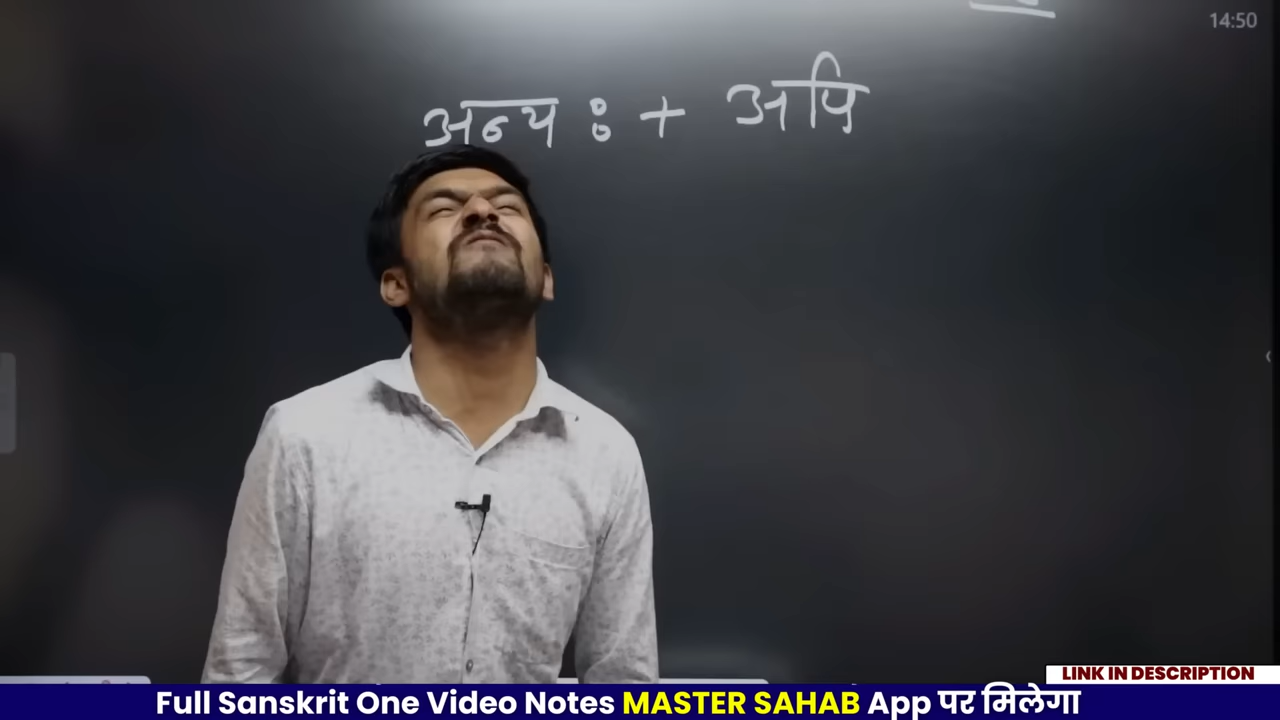 14:50
अन्यः + अपि
LINK IN DESCRIPTION
Full Sanskrit One Video Notes MASTER SAHAB App पर मिलेगा